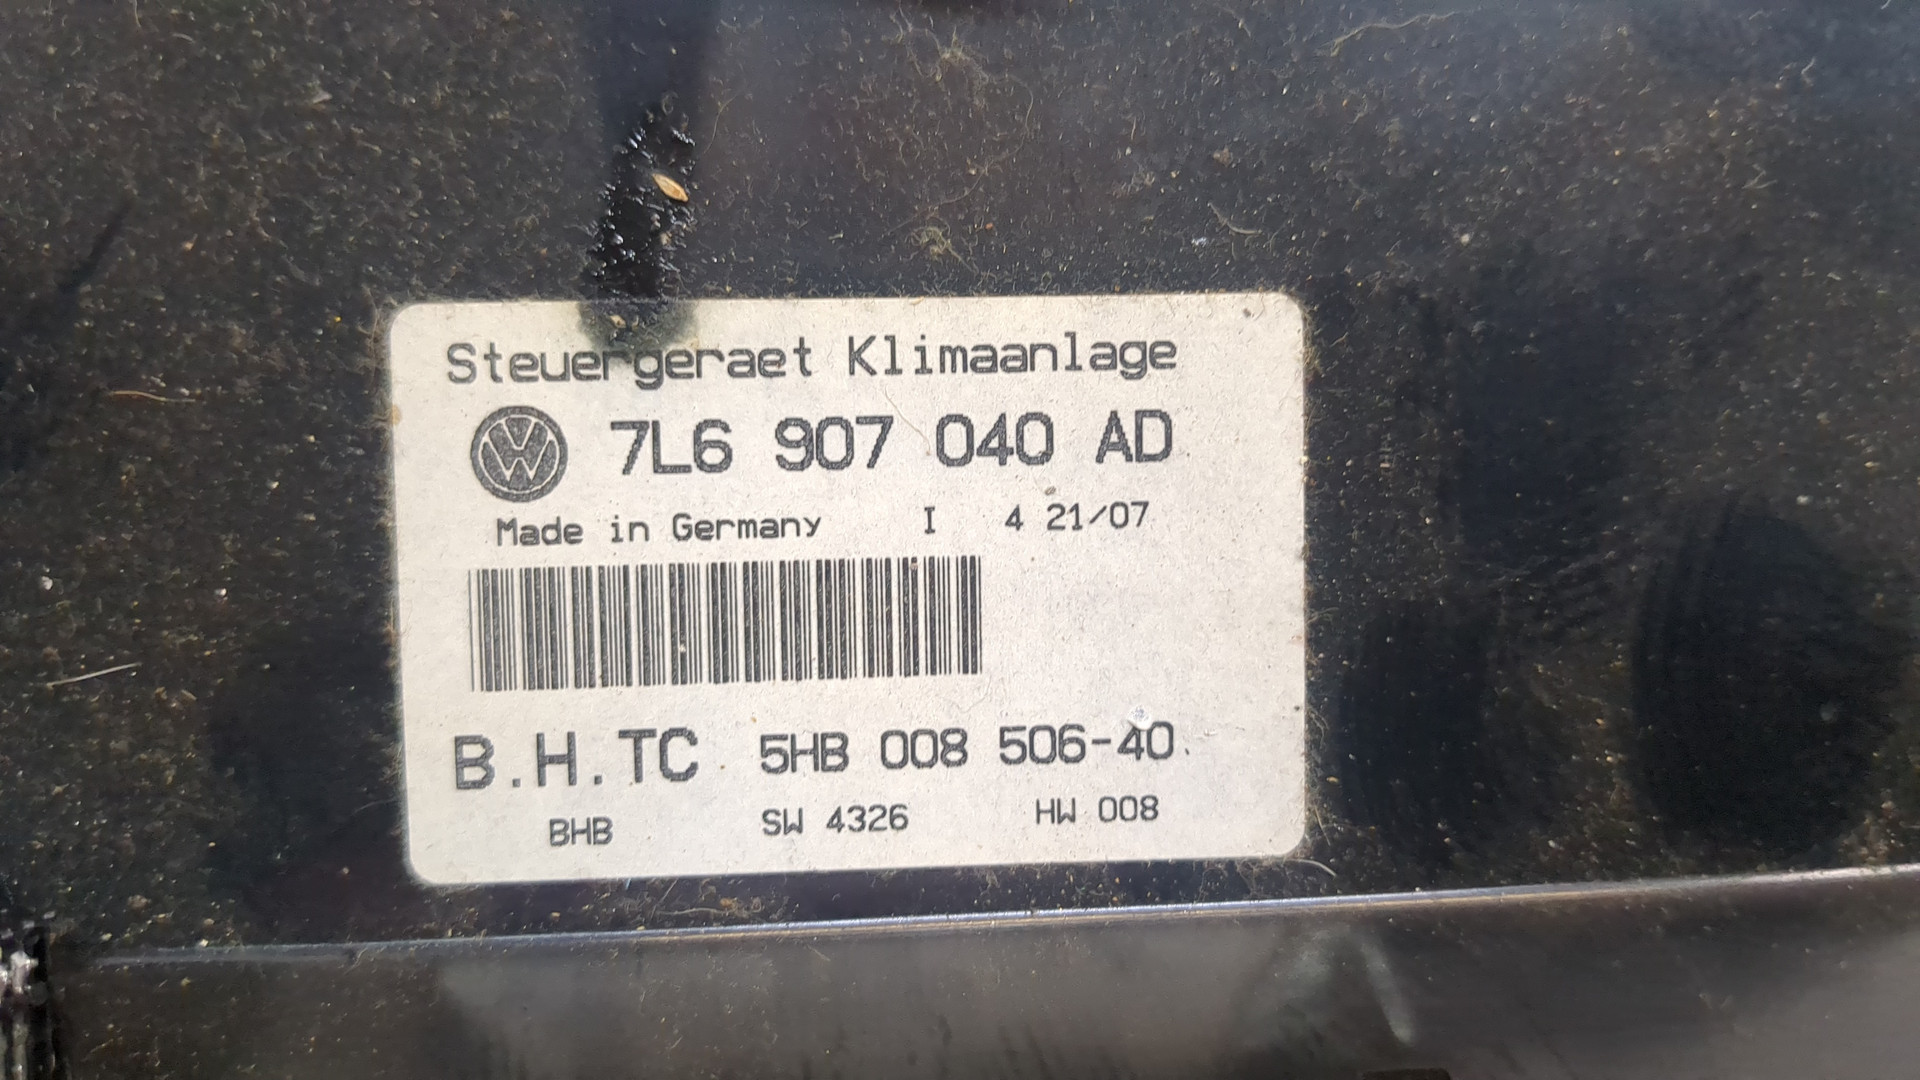 Steuergeraet Klimaanlage
7L6 907 040 AD
Made in Germany I 4 21/07
B.H.TC 5HB 008 506-40
BHB SW 4326 HW 008